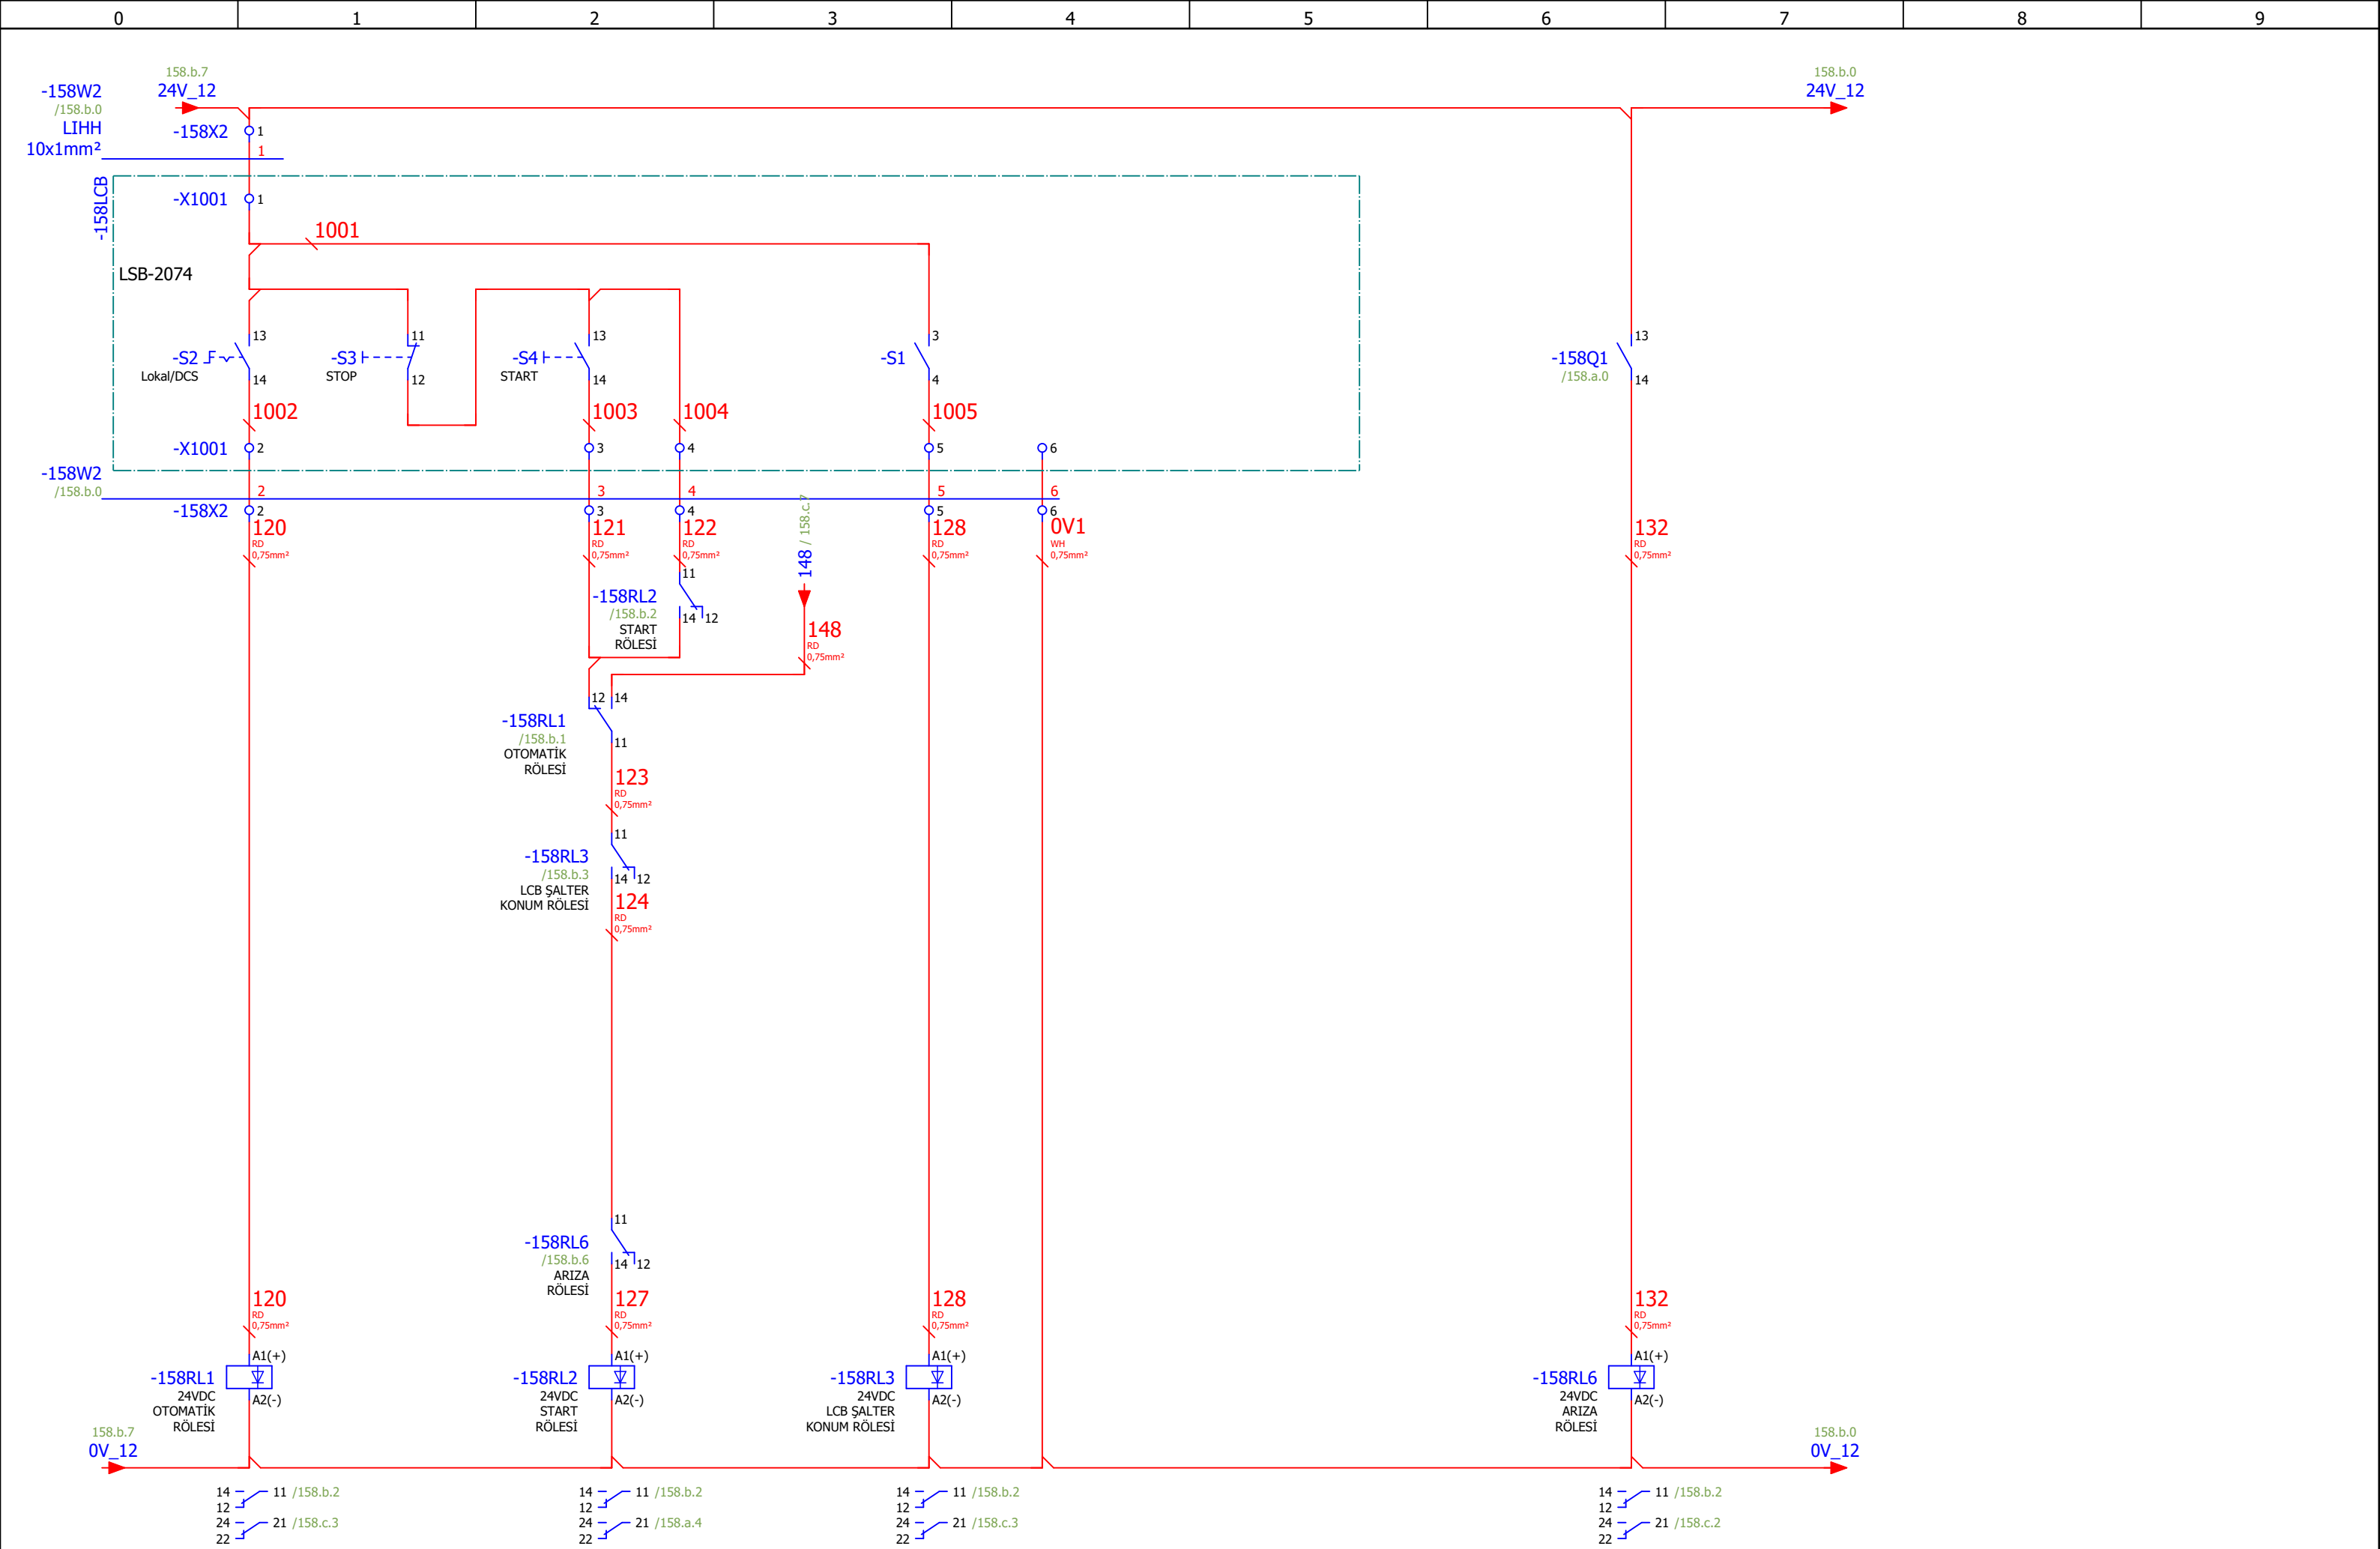 0 1 2 3 4 5 6 7 8 9
158.b.7
24V_12
158.b.0
24V_12
-158W2
/158.b.0
LIHH
10x1mm²
-158X2 1
1
-158LCB
-X1001 1
1001
LSB-2074
-S2
Lokal/DCS
13
14
-S3
STOP
11
12
-S4
START
13
14
-S1
3
4
-158Q1
/158.a.0
13
14
1002
1003
1004
1005
-X1001 2 3 4 5 6
-158W2
/158.b.0
2 3 4 5 6
-158X2 2 3 4 5 6
120
RD
0,75mm²
121
RD
0,75mm²
122
RD
0,75mm²
148 / 158.c.7
128
RD
0,75mm²
0V1
WH
0,75mm²
132
RD
0,75mm²
-158RL2
/158.b.2
START
RÖLESİ
11
14 12
148
RD
0,75mm²
12 14
-158RL1
/158.b.1
OTOMATİK
RÖLESİ
11
123
RD
0,75mm²
11
-158RL3
/158.b.3
LCB ŞALTER
KONUM RÖLESİ
14 12
124
RD
0,75mm²
11
-158RL6
/158.b.6
ARIZA
RÖLESİ
14 12
120
RD
0,75mm²
127
RD
0,75mm²
128
RD
0,75mm²
132
RD
0,75mm²
A1(+)
-158RL1
24VDC
OTOMATİK
RÖLESİ
A2(-)
A1(+)
-158RL2
24VDC
START
RÖLESİ
A2(-)
A1(+)
-158RL3
24VDC
LCB ŞALTER
KONUM RÖLESİ
A2(-)
A1(+)
-158RL6
24VDC
ARIZA
RÖLESİ
A2(-)
158.b.7
0V_12
158.b.0
0V_12
14 11 /158.b.2
12
24 21 /158.c.3
22
14 11 /158.b.2
12
24 21 /158.a.4
22
14 11 /158.b.2
12
24 21 /158.c.3
22
14 11 /158.b.2
12
24 21 /158.c.2
22